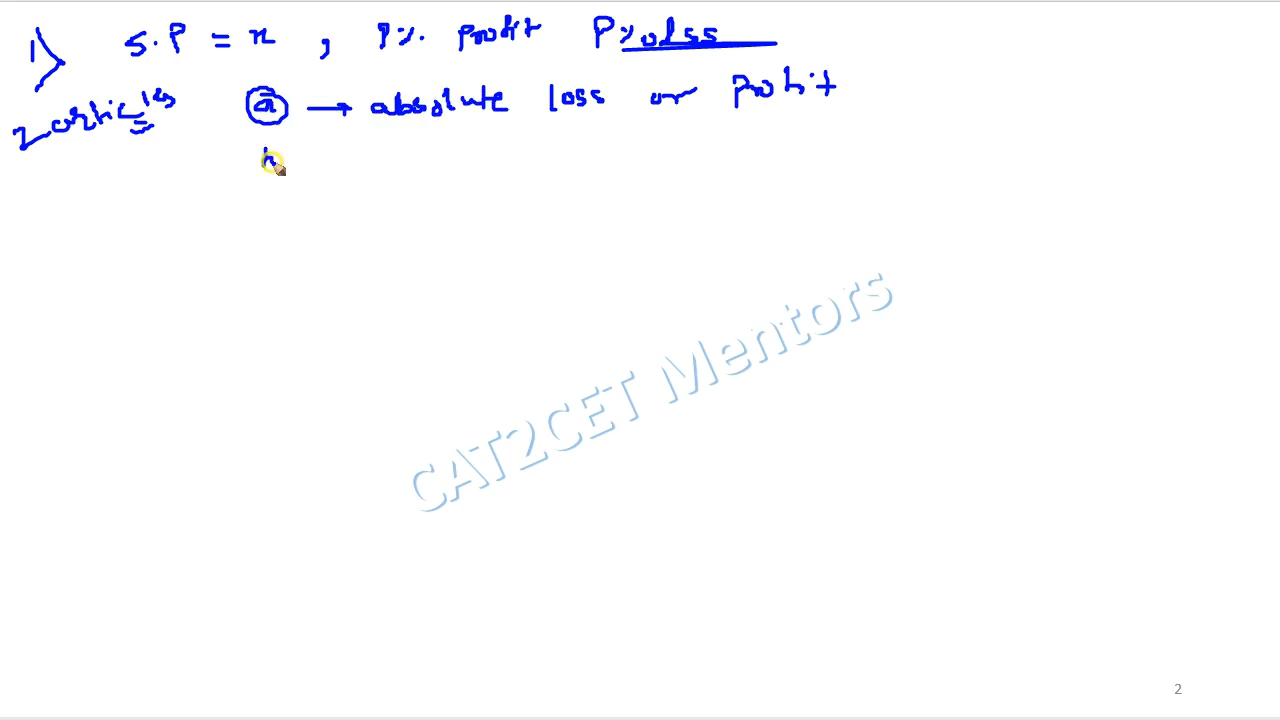 1) S.P = x , P% profit P% loss
2 articles (a) → absolute loss or profit
b
CAT2CET Mentors
2